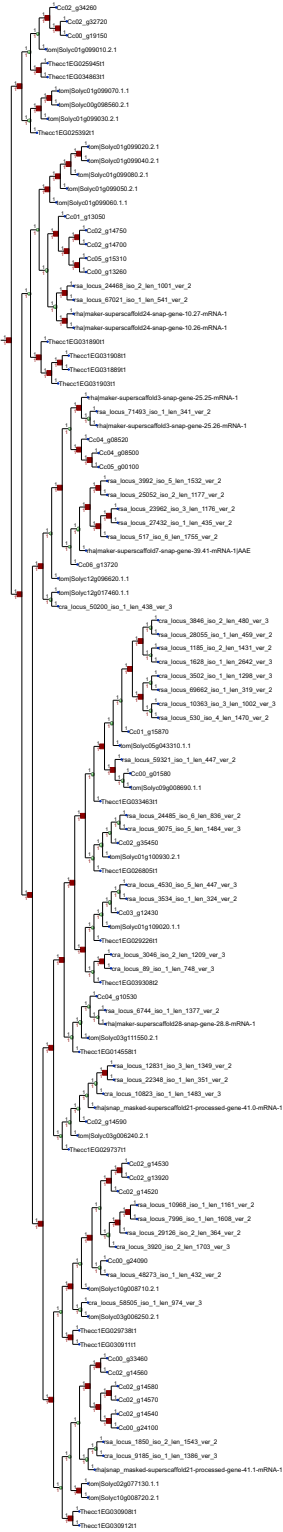 Cc02_g34260
Cc02_g32720
Cc00_g19150
tom|Solyc01g099010.2.1
Thecc1EG025945t1
Thecc1EG034863t1
tom|Solyc01g099070.1.1
tom|Solyc00g098560.2.1
tom|Solyc01g099030.2.1
Thecc1EG025392t1
tom|Solyc01g099020.2.1
tom|Solyc01g099040.2.1
tom|Solyc01g099080.2.1
tom|Solyc01g099050.2.1
tom|Solyc01g099060.1.1
Cc01_g13050
Cc02_g14750
Cc02_g14700
Cc05_g15310
Cc00_g13260
rsa_locus_24468_iso_2_len_1001_ver_2
rsa_locus_67021_iso_1_len_541_ver_2
rha|maker-superscaffold24-snap-gene-10.27-mRNA-1
rha|maker-superscaffold24-snap-gene-10.26-mRNA-1
Thecc1EG031890t1
Thecc1EG031908t1
Thecc1EG031889t1
Thecc1EG031903t1
rha|maker-superscaffold3-snap-gene-25.25-mRNA-1
rsa_locus_71493_iso_1_len_341_ver_2
rha|maker-superscaffold3-snap-gene-25.26-mRNA-1
Cc04_g08520
Cc04_g08500
Cc05_g00100
rsa_locus_3992_iso_5_len_1532_ver_2
rsa_locus_25052_iso_2_len_1177_ver_2
rsa_locus_23962_iso_3_len_1176_ver_2
rsa_locus_27432_iso_1_len_435_ver_2
rsa_locus_517_iso_6_len_1755_ver_2
rha|maker-superscaffold7-snap-gene-39.41-mRNA-1|AAE
Cc06_g13720
tom|Solyc12g096620.1.1
tom|Solyc12g017460.1.1
cra_locus_50200_iso_1_len_438_ver_3
cra_locus_3846_iso_2_len_480_ver_3
rsa_locus_28055_iso_1_len_459_ver_2
rsa_locus_1185_iso_2_len_1431_ver_2
cra_locus_1628_iso_1_len_2642_ver_3
cra_locus_3502_iso_1_len_1298_ver_3
rsa_locus_69662_iso_1_len_319_ver_2
cra_locus_10363_iso_3_len_1002_ver_3
rsa_locus_530_iso_4_len_1470_ver_2
Cc01_g15870
tom|Solyc05g043310.1.1
rsa_locus_59321_iso_1_len_447_ver_2
Cc00_g01580
tom|Solyc09g008690.1.1
Thecc1EG033463t1
rsa_locus_24485_iso_6_len_836_ver_2
cra_locus_9075_iso_5_len_1484_ver_3
Cc02_g35450
tom|Solyc01g100930.2.1
Thecc1EG026805t1
cra_locus_4530_iso_5_len_447_ver_3
rsa_locus_3534_iso_1_len_324_ver_2
Cc03_g12430
tom|Solyc01g109020.1.1
Thecc1EG029226t1
cra_locus_3046_iso_2_len_1209_ver_3
cra_locus_89_iso_1_len_748_ver_3
Thecc1EG039308t2
Cc04_g10530
rsa_locus_6744_iso_1_len_1377_ver_2
rha|maker-superscaffold28-snap-gene-28.8-mRNA-1
tom|Solyc03g111550.2.1
Thecc1EG014558t1
rsa_locus_12831_iso_3_len_1349_ver_2
rsa_locus_22348_iso_1_len_351_ver_2
cra_locus_10823_iso_1_len_1483_ver_3
rha|snap_masked-superscaffold21-processed-gene-41.0-mRNA-1
Cc02_g14590
tom|Solyc03g006240.2.1
Thecc1EG029737t1
Cc02_g14530
Cc02_g13920
Cc02_g14520
rsa_locus_10968_iso_1_len_1161_ver_2
rsa_locus_7996_iso_1_len_1608_ver_2
rsa_locus_29126_iso_2_len_364_ver_2
cra_locus_3920_iso_2_len_1703_ver_3
Cc00_g24090
rsa_locus_48273_iso_1_len_432_ver_2
tom|Solyc10g008710.2.1
cra_locus_58505_iso_1_len_974_ver_3
tom|Solyc03g006250.2.1
Thecc1EG029738t1
Thecc1EG030911t1
Cc00_g33460
Cc02_g14560
Cc02_g14580
Cc02_g14570
Cc02_g14540
Cc00_g24100
rsa_locus_1850_iso_2_len_1543_ver_2
cra_locus_9185_iso_1_len_1386_ver_3
rha|snap_masked-superscaffold21-processed-gene-41.1-mRNA-1
tom|Solyc02g077130.1.1
tom|Solyc10g008720.2.1
Thecc1EG030908t1
Thecc1EG030912t1